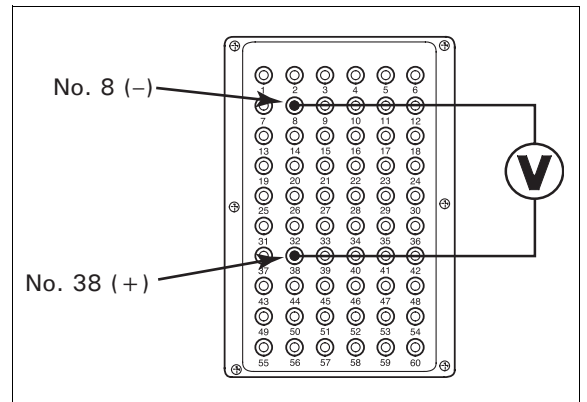 1 2 3 4 5 6
No. 8 (–)
7 8 9 10 11 12
13 14 15 16 17 18
V
19 20 21 22 23 24
25 26 27 28 29 30
31 32 33 34 35 36
No. 38 (+)
37 38 39 40 41 42
43 44 45 46 47 48
49 50 51 52 53 54
55 56 57 58 59 60